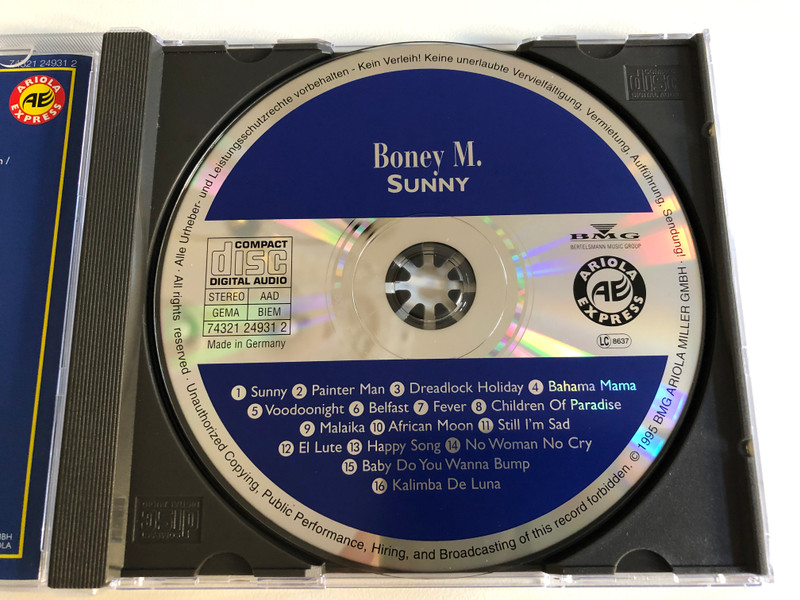 74321 24931 2
ARIOLA
AE
EXPRESS
Alle Urheber- und Leistungsschutzrechte vorbehalten - Kein Verleih! Keine unerlaubte Vervielfältigung, Vermietung, Aufführung, Sendung!
Boney M.
SUNNY
COMPACT
disc
DIGITAL AUDIO
STEREO AAD
GEMA BIEM
74321 24931 2
Made in Germany
BMG
BERTELSMANN MUSIC GROUP
ARIOLA
AE
EXPRESS
LC 8637
1 Sunny 2 Painter Man 3 Dreadlock Holiday 4 Bahama Mama
5 Voodoonight 6 Belfast 7 Fever 8 Children Of Paradise
9 Malaika 10 African Moon 11 Still I'm Sad
12 El Lute 13 Happy Song 14 No Woman No Cry
15 Baby Do You Wanna Bump
16 Kalimba De Luna
· All rights reserved · Unauthorized Copying, Public Performance, Hiring, and Broadcasting of this record forbidden. © 1995 BMG ARIOLA MILLER GMBH ·
disc
DIGITAL AUDIO